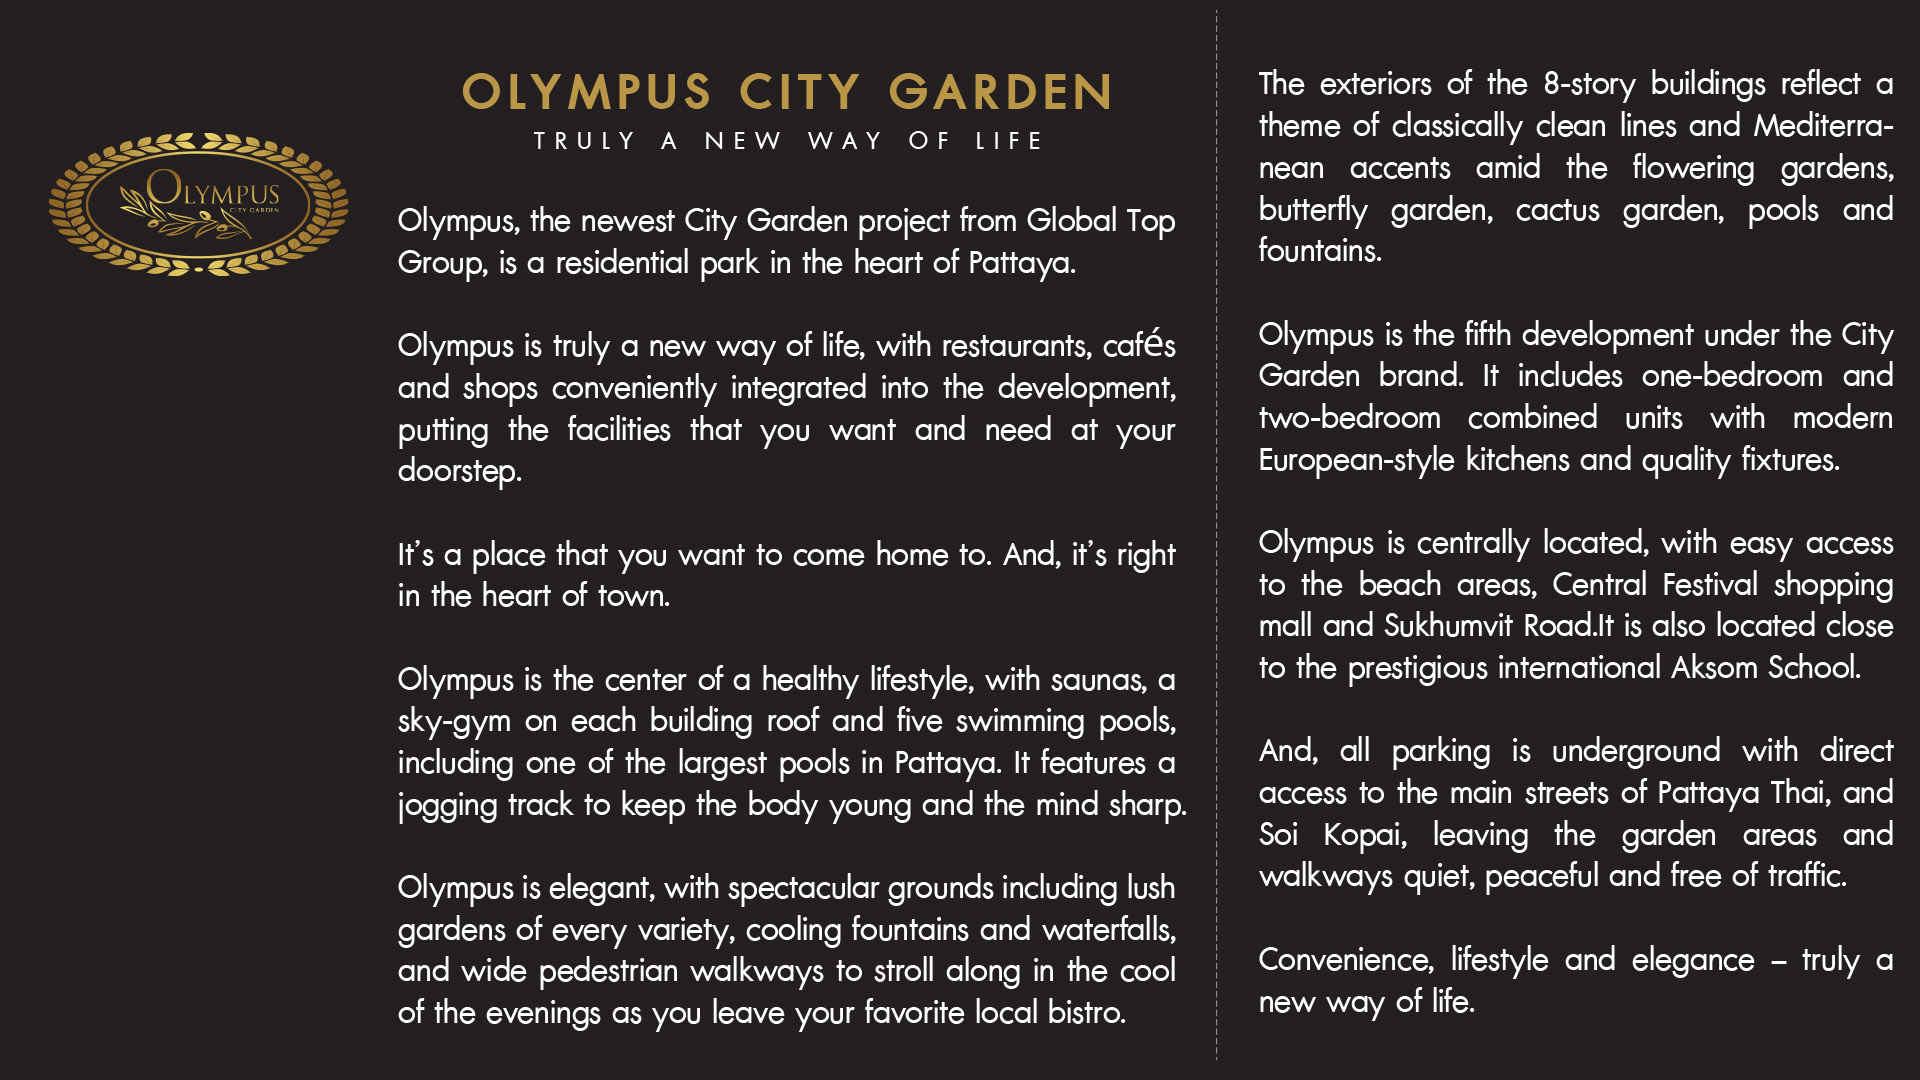 OLYMPUS
CITY GARDEN
OLYMPUS CITY GARDEN
TRULY A NEW WAY OF LIFE
Olympus, the newest City Garden project from Global Top
Group, is a residential park in the heart of Pattaya.
Olympus is truly a new way of life, with restaurants, cafés
and shops conveniently integrated into the development,
putting the facilities that you want and need at your
doorstep.
It’s a place that you want to come home to. And, it’s right
in the heart of town.
Olympus is the center of a healthy lifestyle, with saunas, a
sky-gym on each building roof and five swimming pools,
including one of the largest pools in Pattaya. It features a
jogging track to keep the body young and the mind sharp.
Olympus is elegant, with spectacular grounds including lush
gardens of every variety, cooling fountains and waterfalls,
and wide pedestrian walkways to stroll along in the cool
of the evenings as you leave your favorite local bistro.
The exteriors of the 8-story buildings reflect a
theme of classically clean lines and Mediterra-
nean accents amid the flowering gardens,
butterfly garden, cactus garden, pools and
fountains.
Olympus is the fifth development under the City
Garden brand. It includes one-bedroom and
two-bedroom combined units with modern
European-style kitchens and quality fixtures.
Olympus is centrally located, with easy access
to the beach areas, Central Festival shopping
mall and Sukhumvit Road.It is also located close
to the prestigious international Aksom School.
And, all parking is underground with direct
access to the main streets of Pattaya Thai, and
Soi Kopai, leaving the garden areas and
walkways quiet, peaceful and free of traffic.
Convenience, lifestyle and elegance – truly a
new way of life.